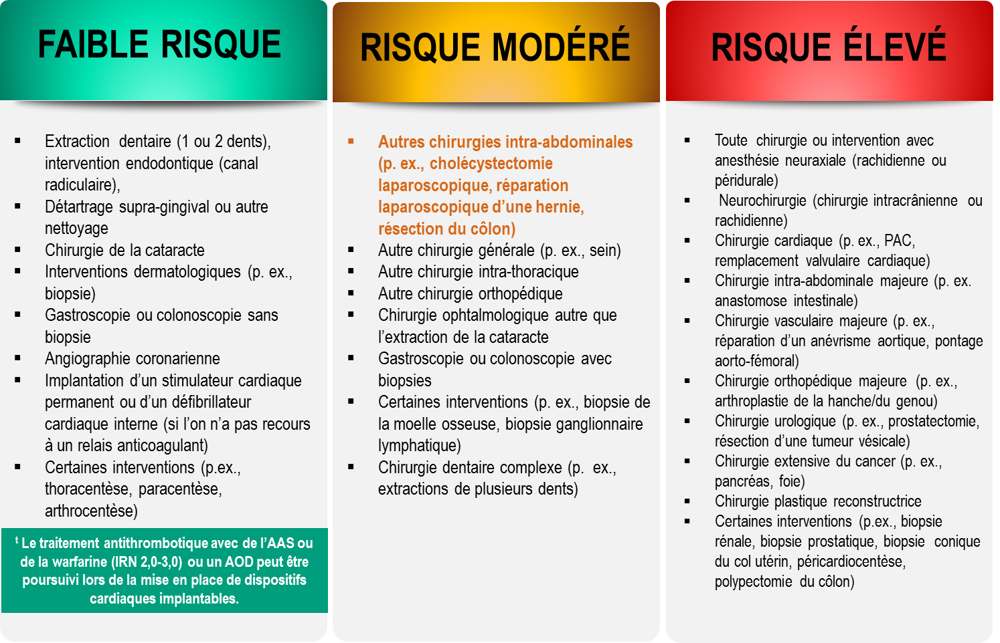 FAIBLE RISQUE
▪ Extraction dentaire (1 ou 2 dents),
intervention endodontique (canal
radiculaire),
▪ Détartrage supra-gingival ou autre
nettoyage
▪ Chirurgie de la cataracte
▪ Interventions dermatologiques (p. ex.,
biopsie)
▪ Gastroscopie ou colonoscopie sans
biopsie
▪ Angiographie coronarienne
▪ Implantation d’un stimulateur cardiaque
permanent ou d’un défibrillateur
cardiaque interne (si l’on n’a pas recours
à un relais anticoagulant)
▪ Certaines interventions (p.ex.,
thoracentèse, paracentèse,
arthrocentèse)
t Le traitement antithrombotique avec de l’AAS ou
de la warfarine (IRN 2,0-3,0) ou un AOD peut être
poursuivi lors de la mise en place de dispositifs
cardiaques implantables.
RISQUE MODÉRÉ
▪ Autres chirurgies intra-abdominales
(p. ex., cholécystectomie
laparoscopique, réparation
laparoscopique d’une hernie,
résection du côlon)
▪ Autre chirurgie générale (p. ex., sein)
▪ Autre chirurgie intra-thoracique
▪ Autre chirurgie orthopédique
▪ Chirurgie ophtalmologique autre que
l’extraction de la cataracte
▪ Gastroscopie ou colonoscopie avec
biopsies
▪ Certaines interventions (p. ex., biopsie de
la moelle osseuse, biopsie ganglionnaire
lymphatique)
▪ Chirurgie dentaire complexe (p. ex.,
extractions de plusieurs dents)
RISQUE ÉLEVÉ
▪ Toute chirurgie ou intervention avec
anesthésie neuraxiale (rachidienne ou
péridurale)
▪ Neurochirurgie (chirurgie intracrânienne ou
rachidienne)
▪ Chirurgie cardiaque (p. ex., PAC,
remplacement valvulaire cardiaque)
▪ Chirurgie intra-abdominale majeure (p. ex.
anastomose intestinale)
▪ Chirurgie vasculaire majeure (p. ex.,
réparation d’un anévrisme aortique, pontage
aorto-fémoral)
▪ Chirurgie orthopédique majeure (p. ex.,
arthroplastie de la hanche/du genou)
▪ Chirurgie urologique (p. ex., prostatectomie,
résection d’une tumeur vésicale)
▪ Chirurgie extensive du cancer (p. ex.,
pancréas, foie)
▪ Chirurgie plastique reconstructrice
▪ Certaines interventions (p.ex., biopsie
rénale, biopsie prostatique, biopsie conique
du col utérin, péricardiocentèse,
polypectomie du côlon)